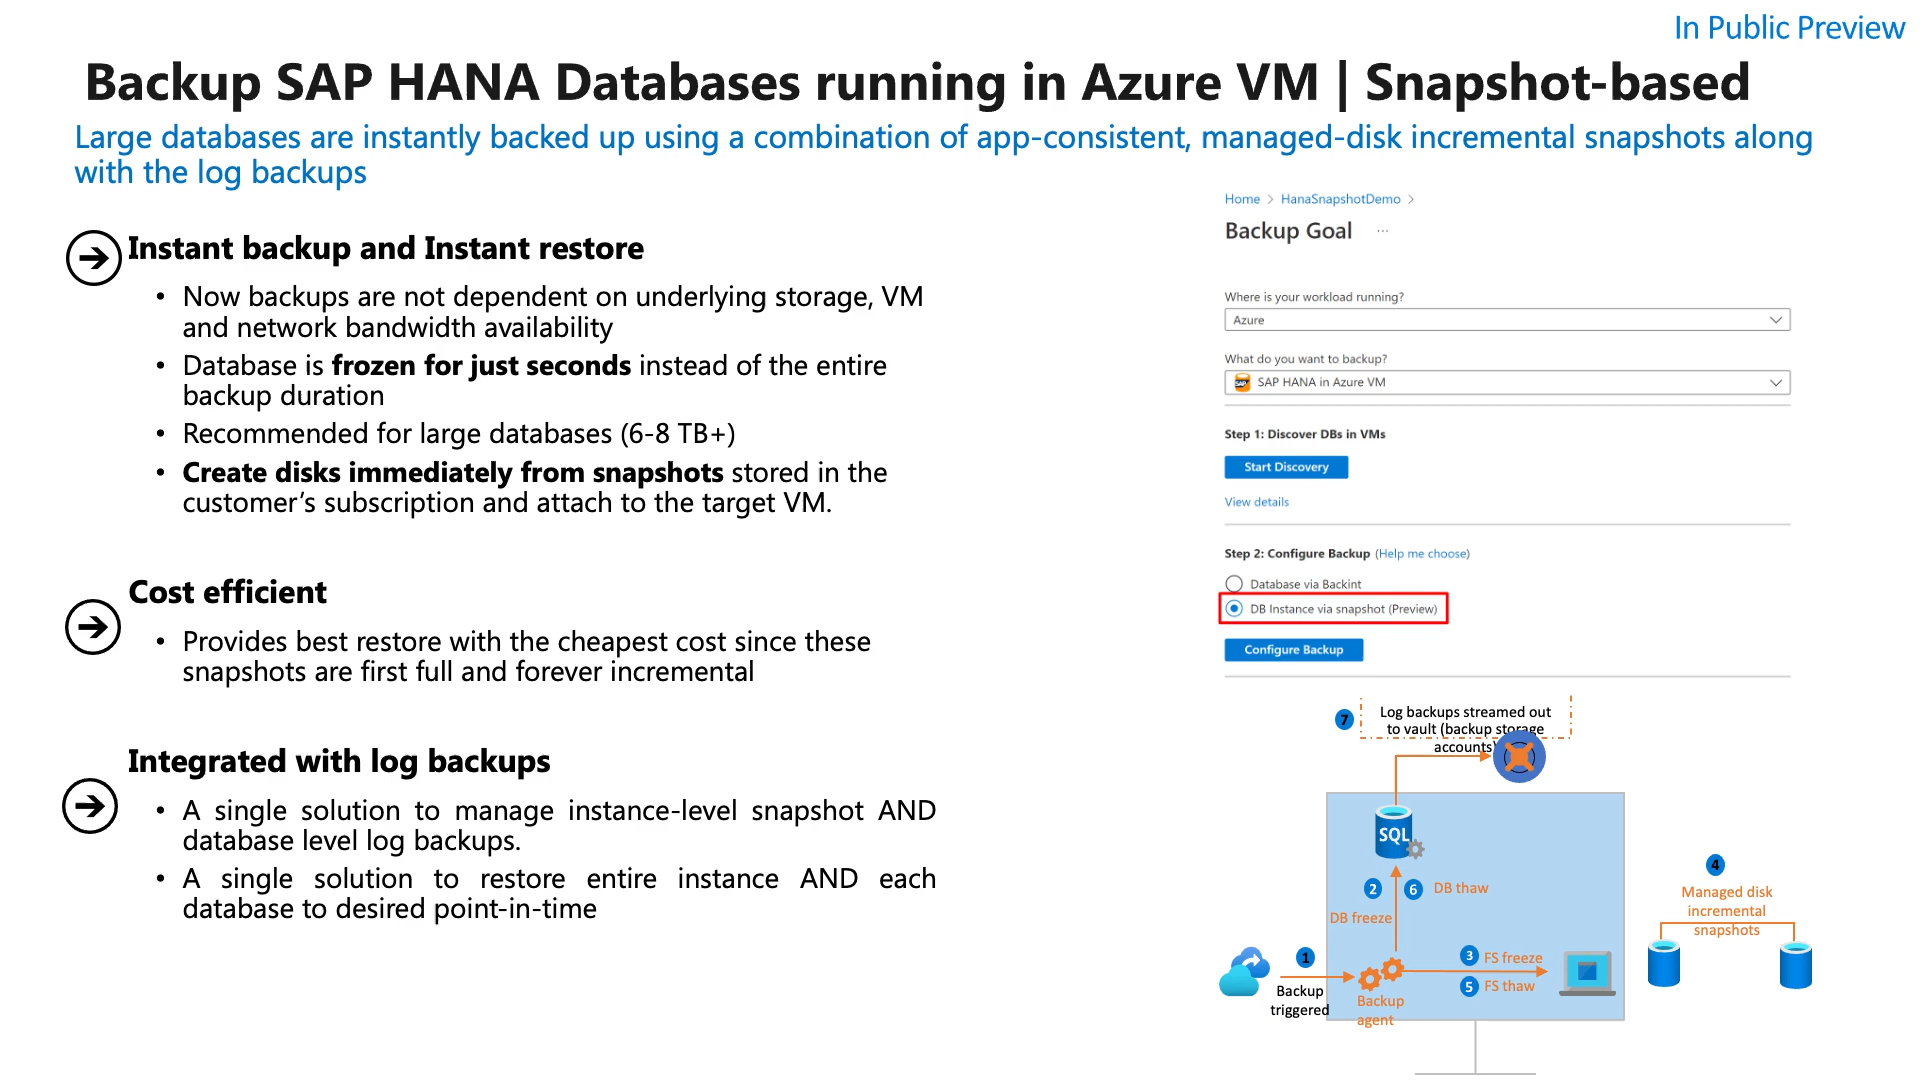 In Public Preview
Backup SAP HANA Databases running in Azure VM | Snapshot-based
Large databases are instantly backed up using a combination of app-consistent, managed-disk incremental snapshots along
with the log backups
Instant backup and Instant restore
• Now backups are not dependent on underlying storage, VM
and network bandwidth availability
• Database is frozen for just seconds instead of the entire
backup duration
• Recommended for large databases (6-8 TB+)
• Create disks immediately from snapshots stored in the
customer’s subscription and attach to the target VM.
Cost efficient
• Provides best restore with the cheapest cost since these
snapshots are first full and forever incremental
Integrated with log backups
• A single solution to manage instance-level snapshot AND
database level log backups.
• A single solution to restore entire instance AND each
database to desired point-in-time
Home > HanaSnapshotDemo >
Backup Goal ...
Where is your workload running?
Azure
What do you want to backup?
SAP
SAP HANA in Azure VM
Step 1: Discover DBs in VMs
Start Discovery
View details
Step 2: Configure Backup (Help me choose)
Database via Backint
DB Instance via snapshot (Preview)
Configure Backup
7
Log backups streamed out
to vault (backup storage
accounts)
SQL
2
6
DB thaw
DB freeze
4
Managed disk
incremental
snapshots
1
3
FS freeze
5
FS thaw
Backup
triggered
Backup
agent